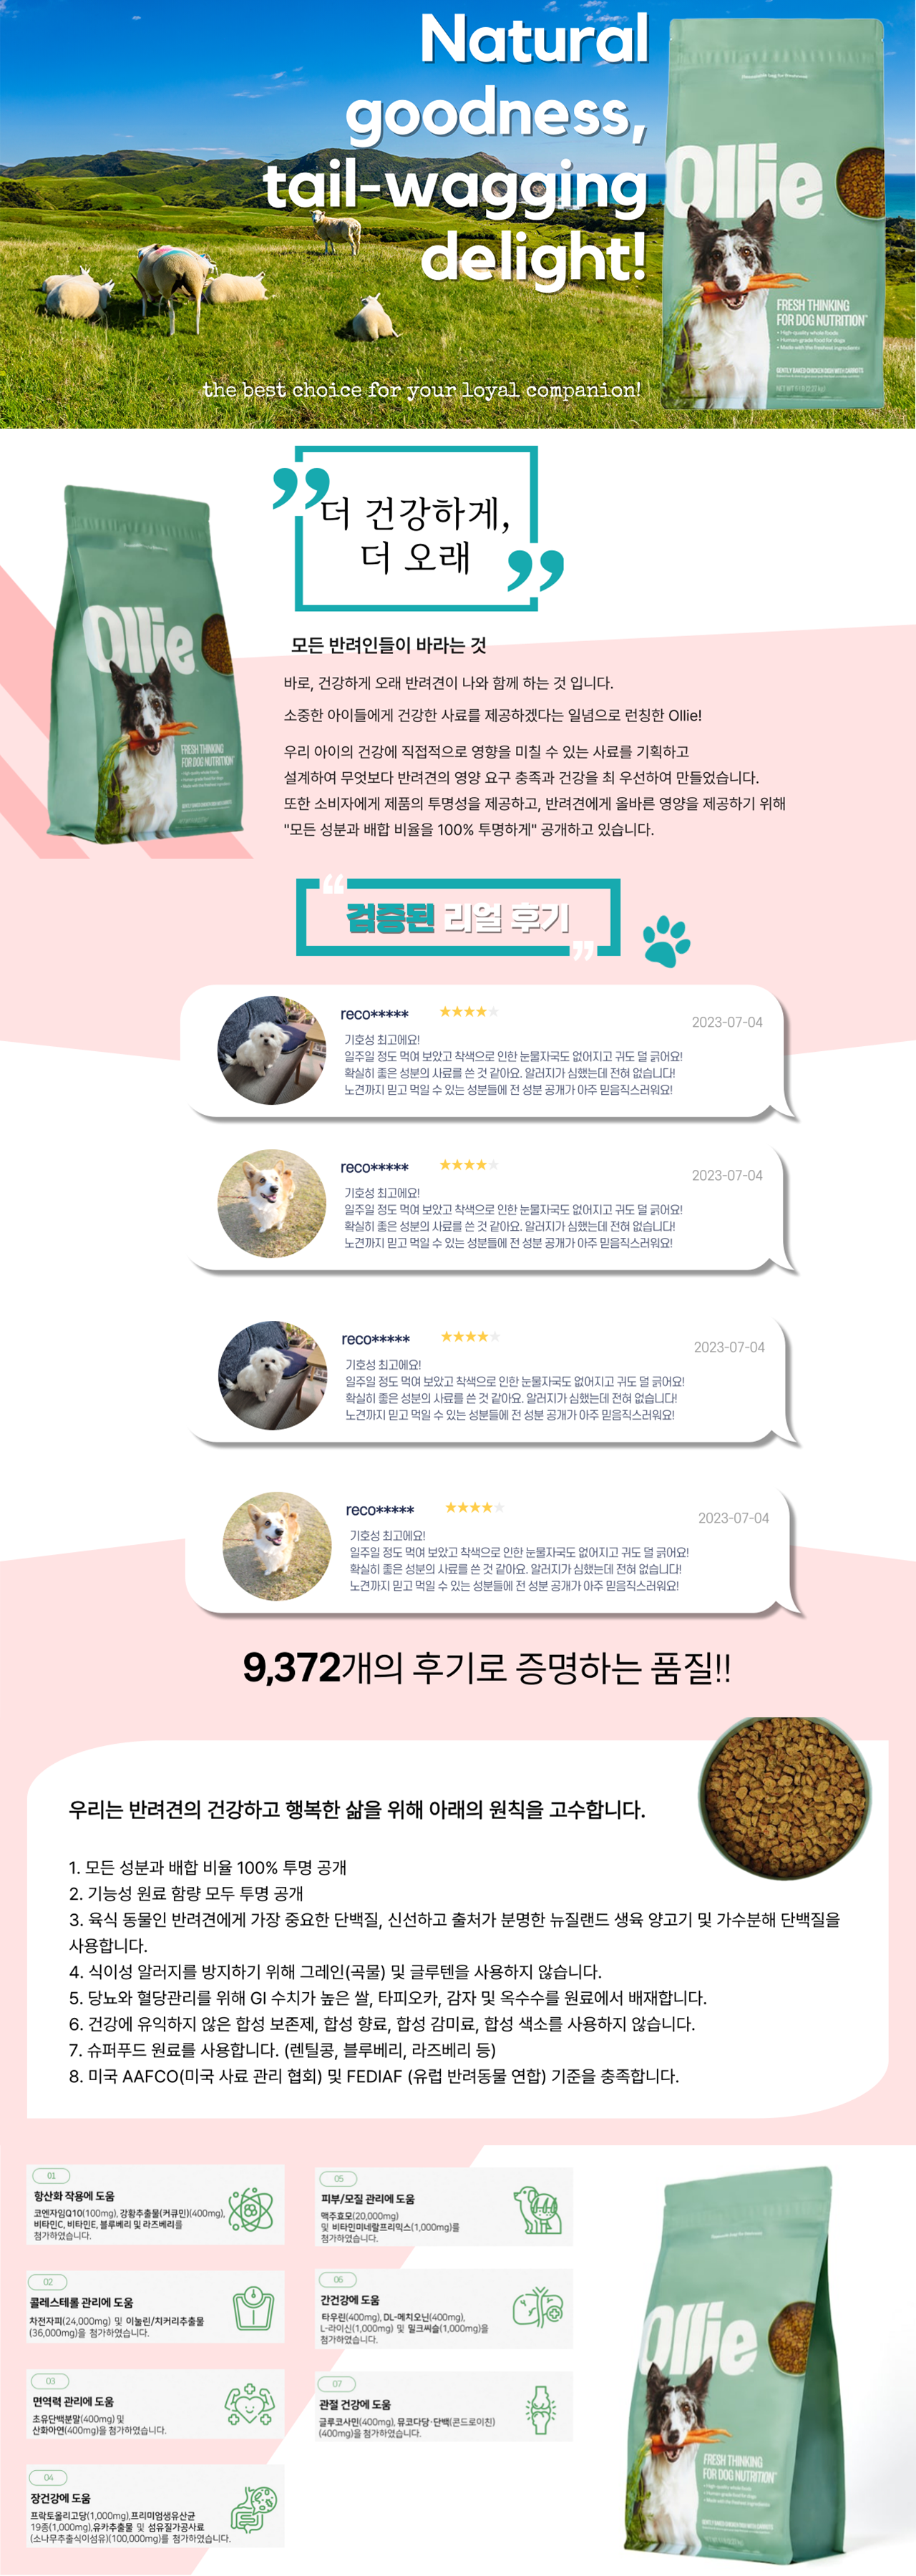 Natural
goodness,
tail-wagging
delight!
the best choice for your loyal companion!
Ollie
FRESH THINKING
FOR DOG NUTRITION
• High-quality whole foods
• Human-grade food for dogs
• Made with the freshest ingredients
GENTLY BAKED CHICKEN DISH WITH CARROTS
더 건강하게,
더 오래
Ollie
FRESH THINKING
FOR DOG NUTRITION
모든 반려인들이 바라는 것
바로, 건강하게 오래 반려견이 나와 함께 하는 것 입니다.
소중한 아이들에게 건강한 사료를 제공하겠다는 일념으로 런칭한 Ollie!
우리 아이의 건강에 직접적으로 영향을 미칠 수 있는 사료를 기획하고
설계하여 무엇보다 반려견의 영양 요구 충족과 건강을 최 우선하여 만들었습니다.
또한 소비자에게 제품의 투명성을 제공하고, 반려견에게 올바른 영양을 제공하기 위해
"모든 성분과 배합 비율을 100% 투명하게" 공개하고 있습니다.
검증된 리얼 후기
reco***** ★★★★★
2023-07-04
기호성 최고에요!
일주일 정도 먹여 보았고 착색으로 인한 눈물자국도 없어지고 귀도 덜 긁어요!
확실히 좋은 성분의 사료를 쓴 것 같아요. 알러지가 심했는데 전혀 없습니다!
노견까지 믿고 먹일 수 있는 성분들에 전 성분 공개가 아주 믿음직스러워요!
reco***** ★★★★★
2023-07-04
기호성 최고에요!
일주일 정도 먹여 보았고 착색으로 인한 눈물자국도 없어지고 귀도 덜 긁어요!
확실히 좋은 성분의 사료를 쓴 것 같아요. 알러지가 심했는데 전혀 없습니다!
노견까지 믿고 먹일 수 있는 성분들에 전 성분 공개가 아주 믿음직스러워요!
reco***** ★★★★★
2023-07-04
기호성 최고에요!
일주일 정도 먹여 보았고 착색으로 인한 눈물자국도 없어지고 귀도 덜 긁어요!
확실히 좋은 성분의 사료를 쓴 것 같아요. 알러지가 심했는데 전혀 없습니다!
노견까지 믿고 먹일 수 있는 성분들에 전 성분 공개가 아주 믿음직스러워요!
reco***** ★★★★★
2023-07-04
기호성 최고에요!
일주일 정도 먹여 보았고 착색으로 인한 눈물자국도 없어지고 귀도 덜 긁어요!
확실히 좋은 성분의 사료를 쓴 것 같아요. 알러지가 심했는데 전혀 없습니다!
노견까지 믿고 먹일 수 있는 성분들에 전 성분 공개가 아주 믿음직스러워요!
9,372개의 후기로 증명하는 품질!!
우리는 반려견의 건강하고 행복한 삶을 위해 아래의 원칙을 고수합니다.
1. 모든 성분과 배합 비율 100% 투명 공개
2. 기능성 원료 함량 모두 투명 공개
3. 육식 동물인 반려견에게 가장 중요한 단백질, 신선하고 출처가 분명한 뉴질랜드 생육 양고기 및 가수분해 단백질을
사용합니다.
4. 식이성 알러지를 방지하기 위해 그레인(곡물) 및 글루텐을 사용하지 않습니다.
5. 당뇨와 혈당관리를 위해 GI 수치가 높은 쌀, 타피오카, 감자 및 옥수수를 원료에서 배재합니다.
6. 건강에 유익하지 않은 합성 보존제, 합성 향료, 합성 감미료, 합성 색소를 사용하지 않습니다.
7. 슈퍼푸드 원료를 사용합니다. (렌틸콩, 블루베리, 라즈베리 등)
8. 미국 AAFCO(미국 사료 관리 협회) 및 FEDIAF (유럽 반려동물 연합) 기준을 충족합니다.
01
항산화 작용에 도움
코엔자임Q10(100mg), 강황추출물(커큐민)(400mg),
비타민C, 비타민E, 블루베리 및 라즈베리를
첨가하였습니다.
02
콜레스테롤 관리에 도움
차전자피(24,000mg) 및 이눌린/치커리추출물
(36,000mg)을 첨가하였습니다.
03
면역력 관리에 도움
초유단백분말(400mg) 및
산화아연(400mg)을 첨가하였습니다.
04
장건강에 도움
프락토올리고당(1,000mg),프리미엄생유산균
19종(1,000mg),유카추출물 및 섬유질가공사료
(소나무추출식이섬유)(100,000mg)를 첨가하였습니다.
05
피부/모질 관리에 도움
맥주효모(20,000mg)
및 비타민미네랄프리믹스(1,000mg)를
첨가하였습니다.
06
간건강에 도움
타우린(400mg), DL-메치오닌(400mg),
L-라이신(1,000mg) 및 밀크씨슬(1,000mg)을
첨가하였습니다.
07
관절 건강에 도움
글루코사민(400mg), 뮤코다당·단백(콘드로이친)
(400mg)을 첨가하였습니다.
Ollie
FRESH THINKING
FOR DOG NUTRITION